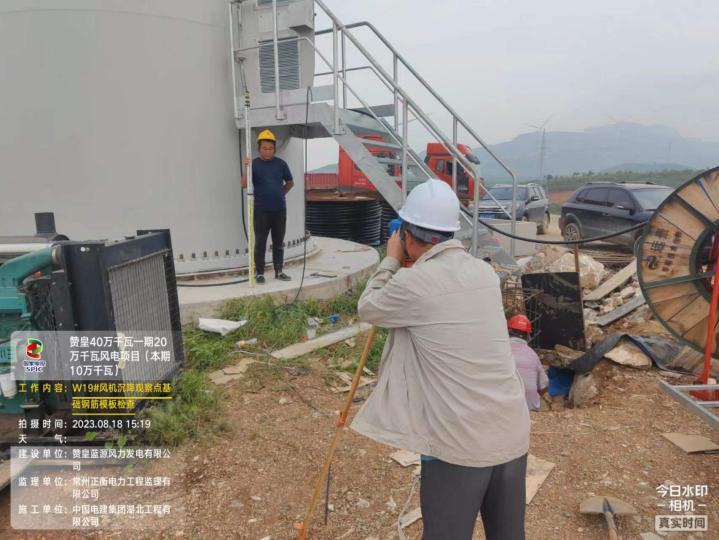 赞皇40万千瓦一期20
万千瓦风电项目（本期
10万千瓦）
国家电投
SPIC
工作内容：W19#风机沉降观察点基
础钢筋模板检查
拍摄时间：2023.08.18 15:19
天气：
建设单位：赞皇蓝源风力发电有限公
司
监理单位：常州正衡电力工程监理有
限公司
施工单位：中国电建集团湖北工程有
限公司
今日水印
相机
真实时间